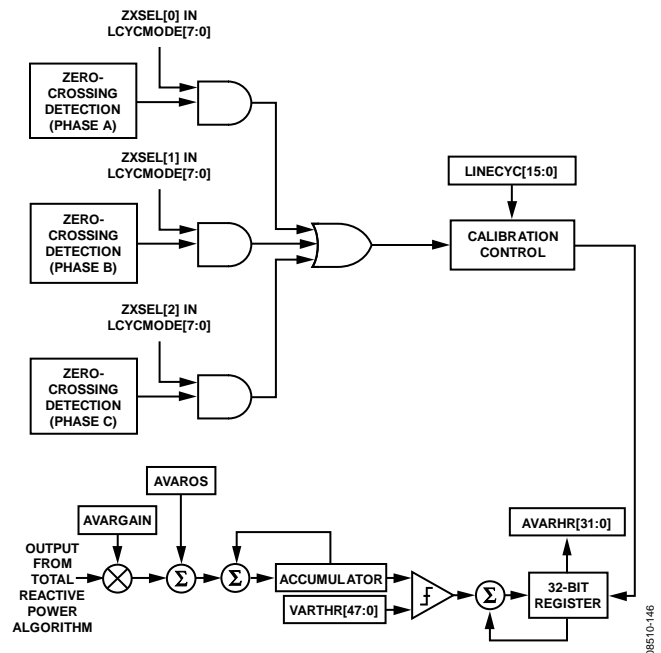 ZXSEL[0] IN
LCYCMODE[7:0]
ZERO-
CROSSING
DETECTION
(PHASE A)
ZXSEL[1] IN
LCYCMODE[7:0]
ZERO-
CROSSING
DETECTION
(PHASE B)
LINECYC[15:0]
CALIBRATION
CONTROL
ZXSEL[2] IN
LCYCMODE[7:0]
ZERO-
CROSSING
DETECTION
(PHASE C)
AVAROS
AVARGAIN
AVARHR[31:0]
OUTPUT
FROM
TOTAL
REACTIVE
POWER
ALGORITHM
Σ
Σ
ACCUMULATOR
VARTHR[47:0]
Σ
32-BIT
REGISTER
08510-146